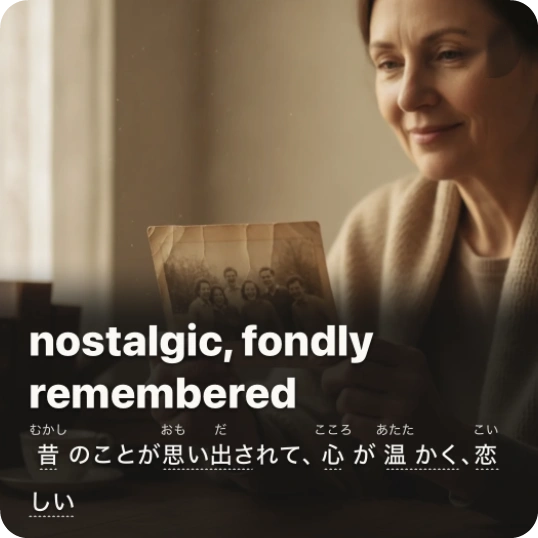 nostalgic, fondly
remembered
むかし おも だ こころ あたた こい
昔のことが思い出されて、心が温かく、恋
しい